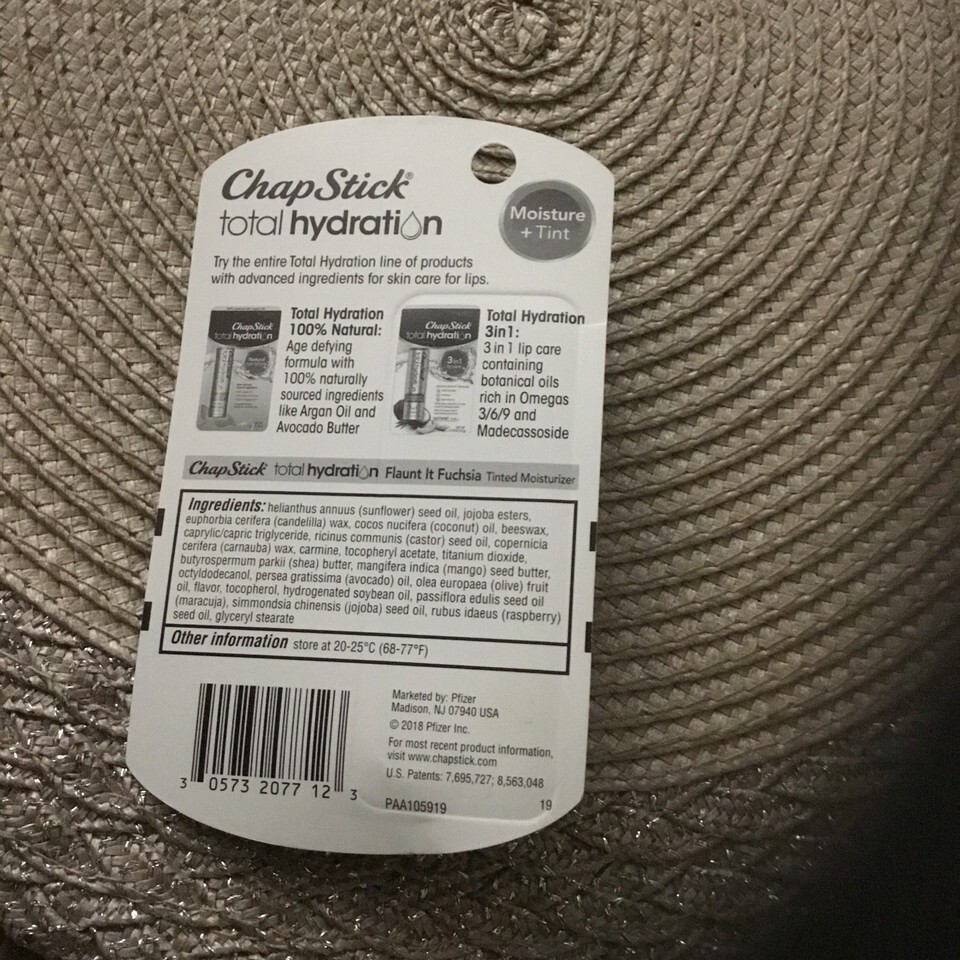 ChapStick®
total hydration
Moisture
+ Tint
Try the entire Total Hydration line of products
with advanced ingredients for skin care for lips.
ChapStick
total hydration
Total Hydration
100% Natural:
Age defying
formula with
100% naturally
sourced ingredients
like Argan Oil and
Avocado Butter
ChapStick
total hydration
3in1
Total Hydration
3in1:
3 in 1 lip care
containing
botanical oils
rich in Omegas
3/6/9 and
Madecassoside
ChapStick total hydration Flaunt It Fuchsia Tinted Moisturizer
Ingredients: helianthus annuus (sunflower) seed oil, jojoba esters,
euphorbia cerifera (candelilla) wax, cocos nucifera (coconut) oil, beeswax,
caprylic/capric triglyceride, ricinus communis (castor) seed oil, copernicia
cerifera (carnauba) wax, carmine, tocopheryl acetate, titanium dioxide,
butyrospermum parkii (shea) butter, mangifera indica (mango) seed butter,
octyldodecanol, persea gratissima (avocado) oil, olea europaea (olive) fruit
oil, flavor, tocopherol, hydrogenated soybean oil, passiflora edulis seed oil
(maracuja), simmondsia chinensis (jojoba) seed oil, rubus idaeus (raspberry)
seed oil, glyceryl stearate
Other information store at 20-25°C (68-77°F)
3 0573 2077 12 3
Marketed by: Pfizer
Madison, NJ 07940 USA
© 2018 Pfizer Inc.
For most recent product information,
visit www.chapstick.com
U.S. Patents: 7,695,727; 8,563,048
PAA105919
19